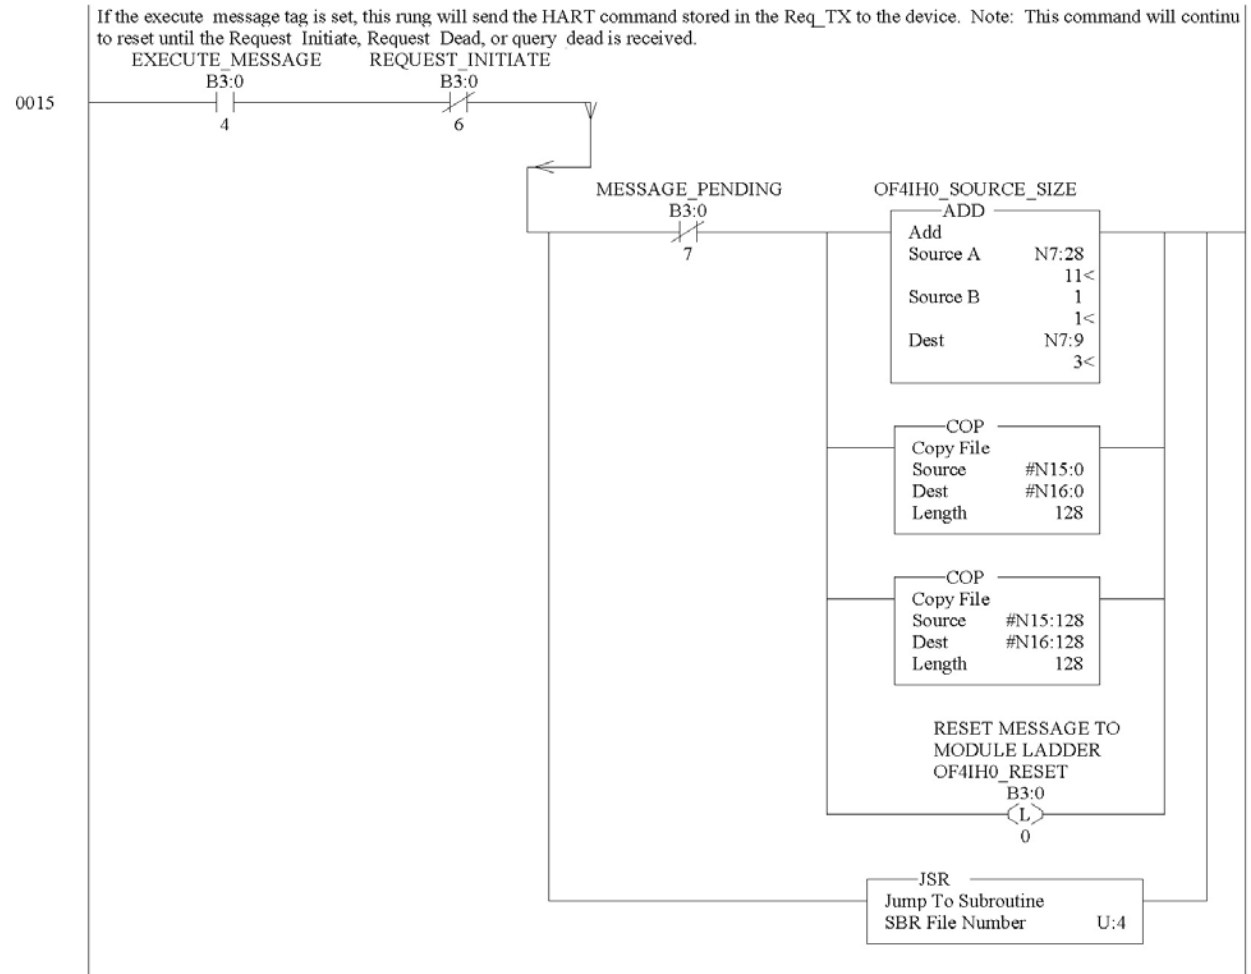 If the execute message tag is set, this rung will send the HART command stored in the Req_TX to the device. Note: This command will continu
to reset until the Request Initiate, Request Dead, or query dead is received.
EXECUTE_MESSAGE REQUEST_INITIATE
B3:0 B3:0
0015
4 6
MESSAGE_PENDING OF4IH0_SOURCE_SIZE
B3:0 ADD
7
Add
Source A N7:28
11<
Source B 1
1<
Dest N7:9
3<
COP
Copy File
Source #N15:0
Dest #N16:0
Length 128
COP
Copy File
Source #N15:128
Dest #N16:128
Length 128
RESET MESSAGE TO
MODULE LADDER
OF4IH0_RESET
B3:0
L
0
JSR
Jump To Subroutine
SBR File Number U:4